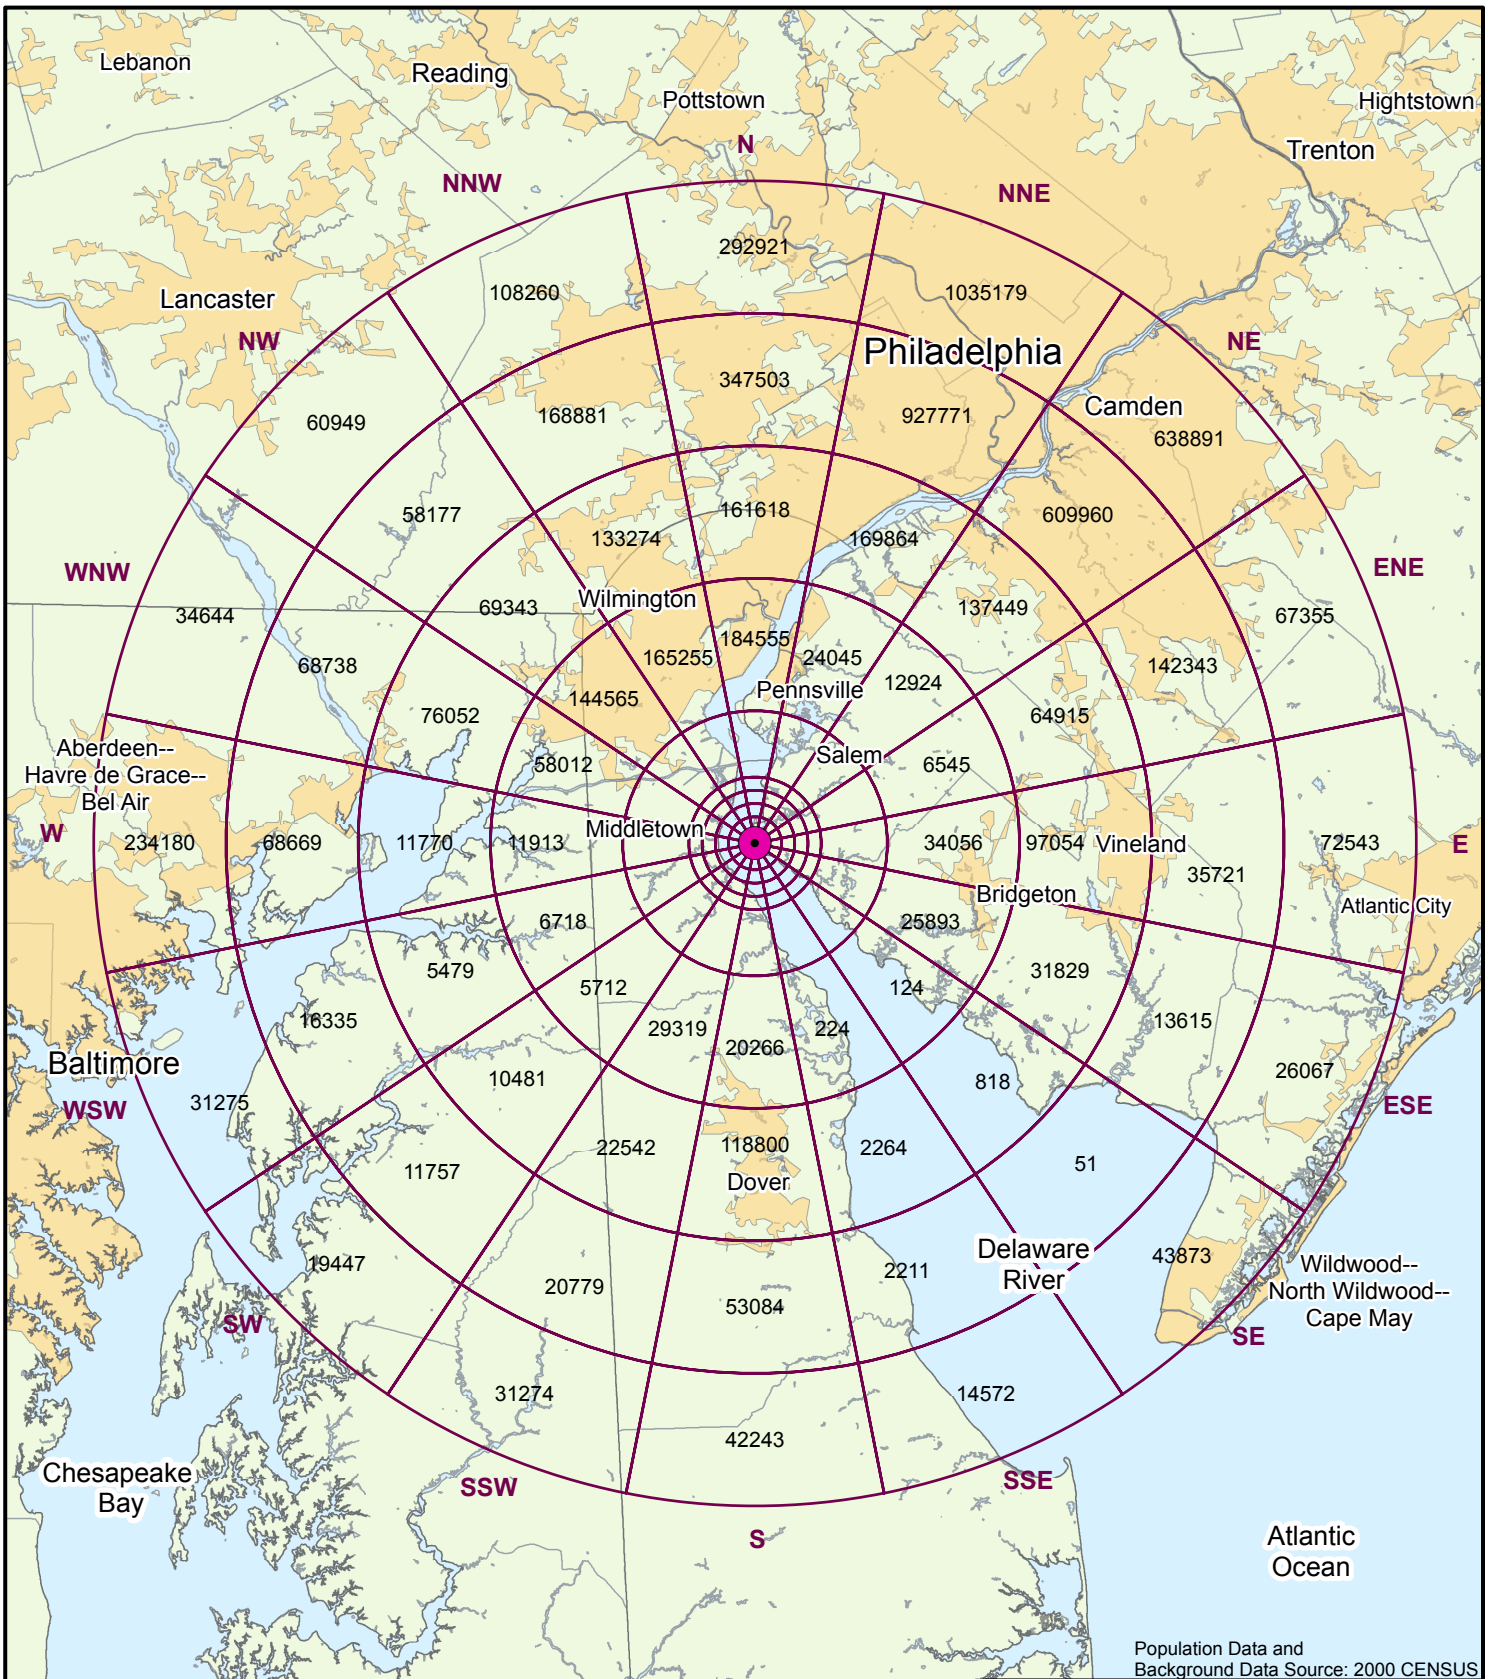 Lebanon
Reading
Pottstown
Hightstown
Trenton
N
NNW
NNE
292921
108260
1035179
Lancaster
NW
NE
Philadelphia
347503
Camden
60949
168881
927771
638891
58177
161618
609960
133274
169864
WNW
ENE
34644
69343
Wilmington
137449
67355
184555
68738
165255
24045
142343
12924
144565
Pennsville
76052
64915
Aberdeen--
Havre de Grace--
Bel Air
58012
Salem
6545
W
Middletown
234180
68669
11770
11913
34056
97054
Vineland
72543
E
35721
Bridgeton
Atlantic City
6718
25893
5479
31829
5712
124
16335
29319
224
13615
20266
Baltimore
10481
818
26067
WSW
31275
ESE
22542
118800
2264
51
11757
Dover
Delaware
River
19447
43873
Wildwood--
North Wildwood--
Cape May
20779
2211
53084
SW
SE
31274
14572
42243
Chesapeake
Bay
SSW
SSE
S
Atlantic
Ocean
Population Data and
Background Data Source: 2000 CENSUS